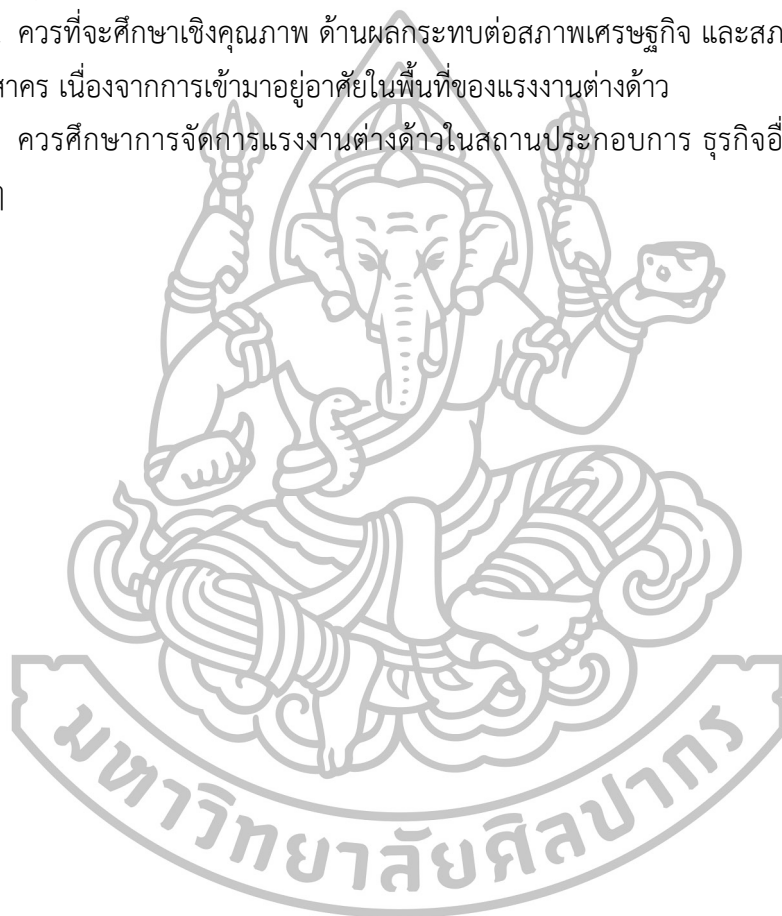 ควรที่จะศึกษาเชิงคุณภาพ ด้านผลกระทบต่อสภาพเศรษฐกิจ และสภ
สาคร เนื่องจากการเข้ามาอยู่อาศัยในพื้นที่ของแรงงานต่างด้าว
ควรศึกษาการจัดการแรงงานต่างด้าวในสถานประกอบการ ธุรกิจอื่
ๆ
มหาวิทยาลัยศิลปากร